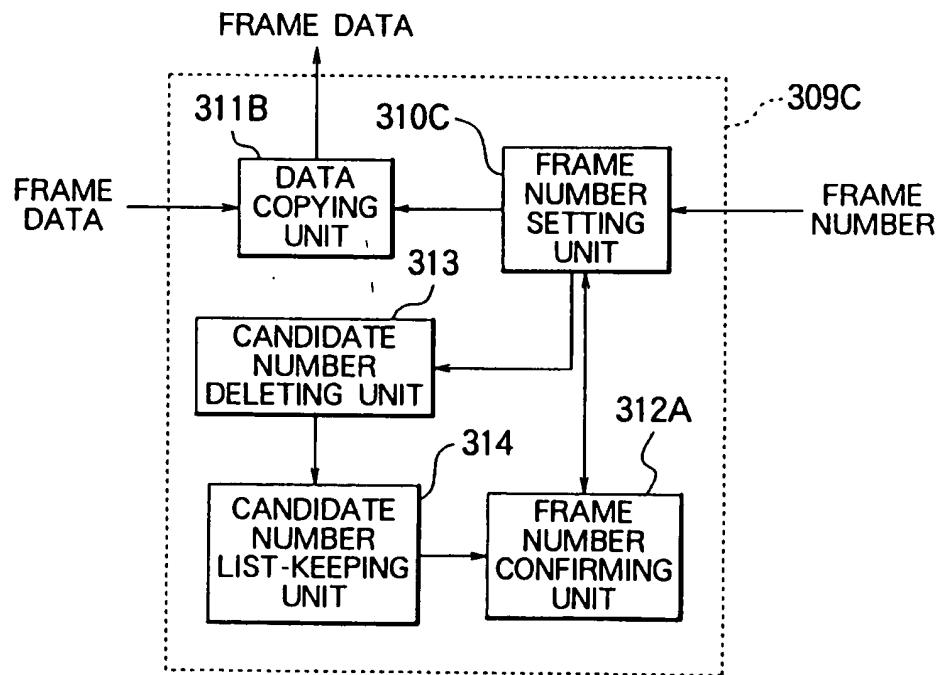 FRAME DATA
309C
311B
310C
DATA
COPYING
UNIT
FRAME
NUMBER
SETTING
UNIT
FRAME
DATA
FRAME
NUMBER
313
CANDIDATE
NUMBER
DELETING UNIT
312A
314
CANDIDATE
NUMBER
LIST-KEEPING
UNIT
FRAME
NUMBER
CONFIRMING
UNIT